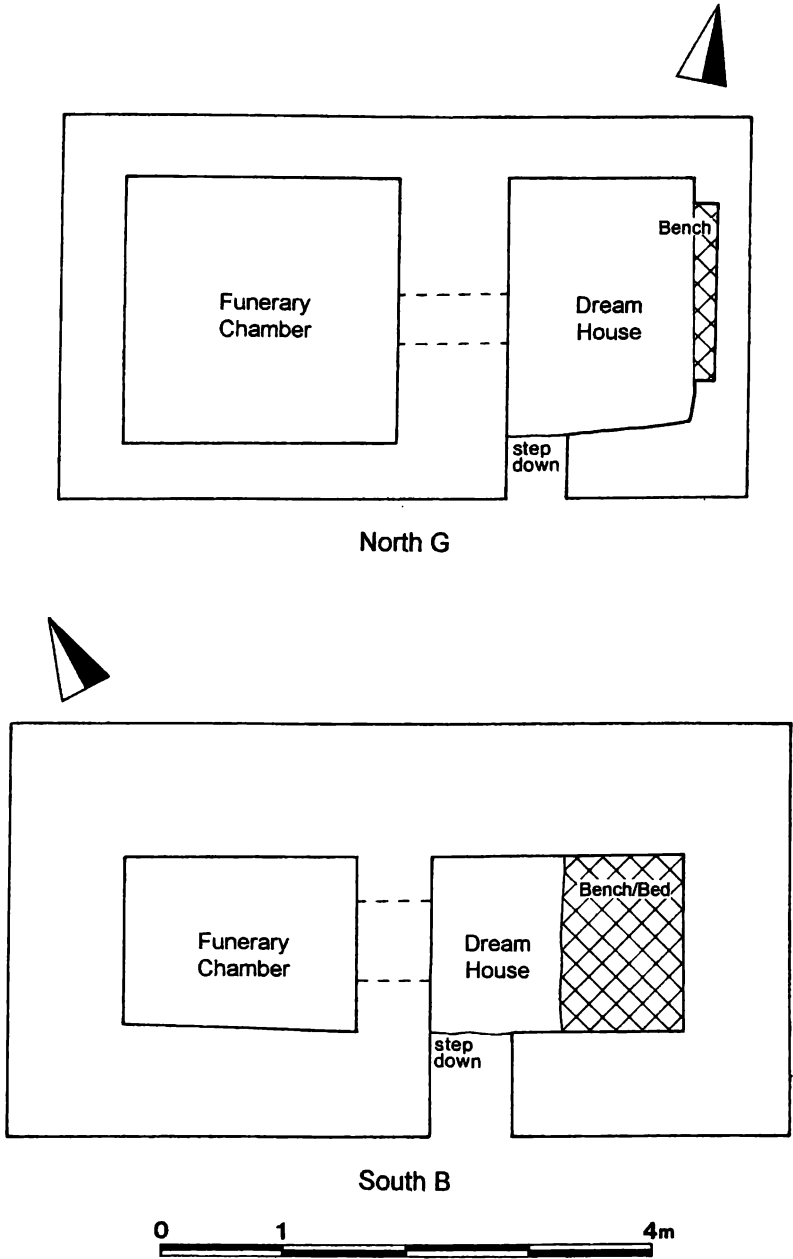 Bench
Funerary
Chamber
Dream
House
step
down
North G
Bench/Bed
Funerary
Chamber
Dream
House
step
down
South B
0 1 4m